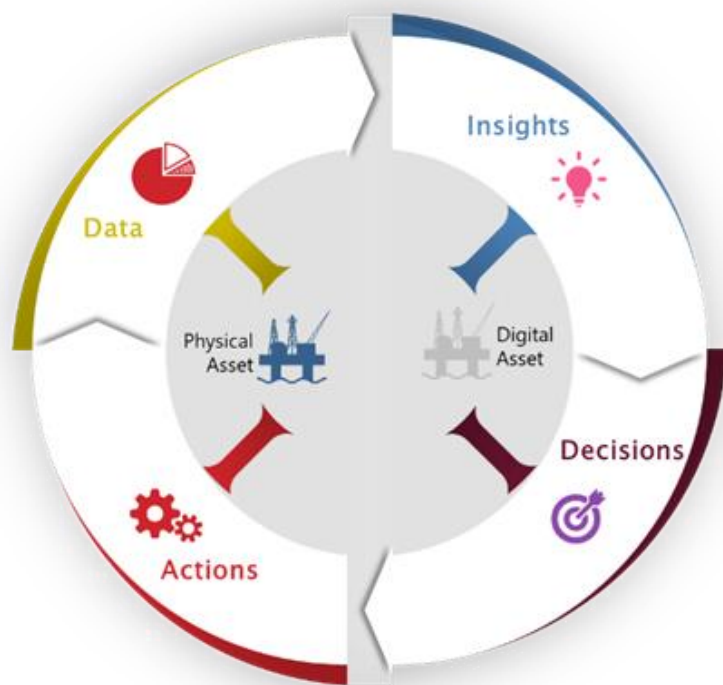 Insights
Data
Physical
Asset
Digital
Asset
Decisions
Actions